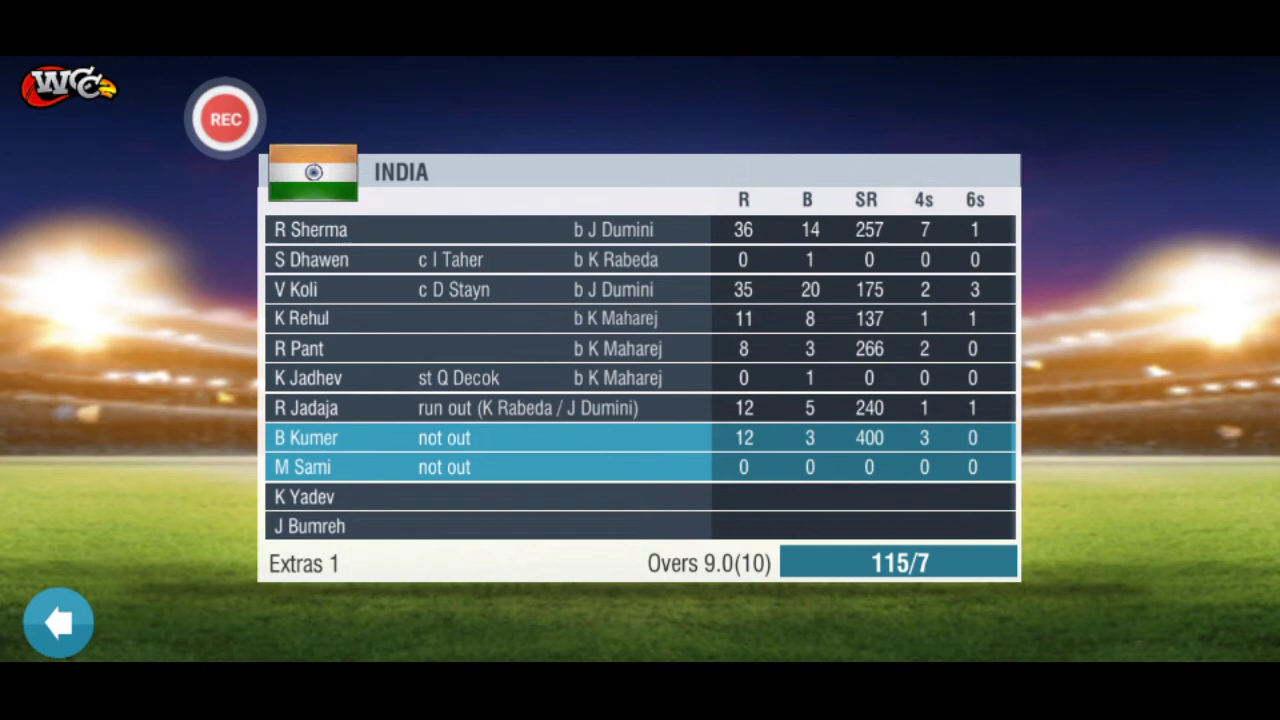 WCC2
REC
INDIA
R B SR 4s 6s
R Sherma b J Dumini 36 14 257 7 1
S Dhawen c I Taher b K Rabeda 0 1 0 0 0
V Koli c D Stayn b J Dumini 35 20 175 2 3
K Rehul b K Maharej 11 8 137 1 1
R Pant b K Maharej 8 3 266 2 0
K Jadhev st Q Decok b K Maharej 0 1 0 0 0
R Jadaja run out (K Rabeda / J Dumini) 12 5 240 1 1
B Kumer not out 12 3 400 3 0
M Sami not out 0 0 0 0 0
K Yadev
J Bumreh
Extras 1 Overs 9.0(10) 115/7